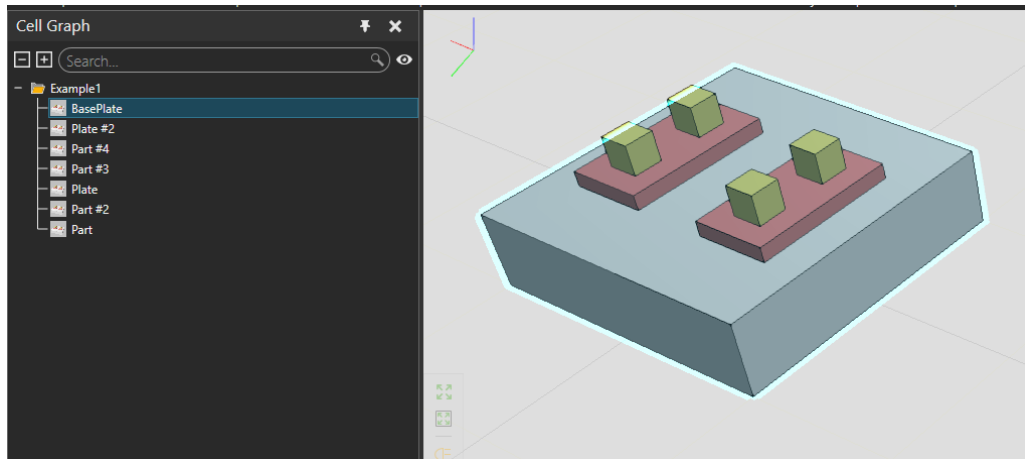 Cell Graph
Search...
Example1
BasePlate
Plate #2
Part #4
Part #3
Plate
Part #2
Part